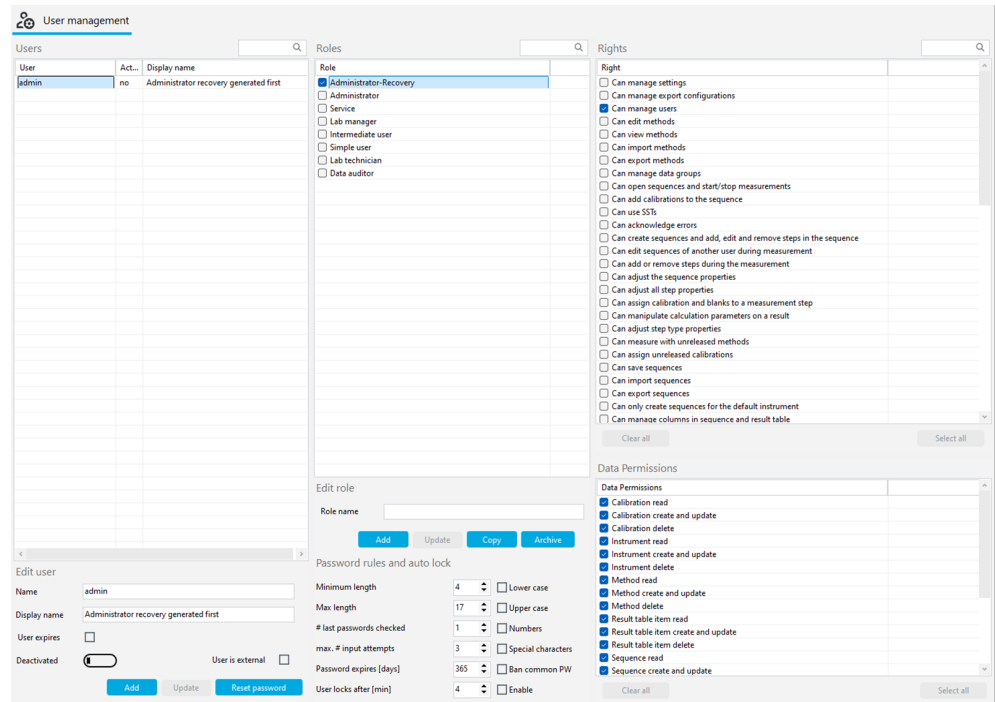 User management
Users
User Act... Display name
admin no Administrator recovery generated first
Edit user
Name admin
Display name Administrator recovery generated first
User expires
Deactivated User is external
Add Update Reset password
Roles
Role
Administrator-Recovery
Administrator
Service
Lab manager
Intermediate user
Simple user
Lab technician
Data auditor
Edit role
Role name
Add Update Copy Archive
Password rules and auto lock
Minimum length 4 Lower case
Max length 17 Upper case
# last passwords checked 1 Numbers
max. # input attempts 3 Special characters
Password expires [days] 365 Ban common PW
User locks after [min] 4 Enable
Rights
Right
Can manage settings
Can manage export configurations
Can manage users
Can edit methods
Can view methods
Can import methods
Can export methods
Can manage data groups
Can open sequences and start/stop measurements
Can add calibrations to the sequence
Can use SSTs
Can acknowledge errors
Can create sequences and add, edit and remove steps in the sequence
Can edit sequences of another user during measurement
Can add or remove steps during the measurement
Can adjust the sequence properties
Can adjust all step properties
Can assign calibration and blanks to a measurement step
Can manipulate calculation parameters on a result
Can adjust step type properties
Can measure with unreleased methods
Can assign unreleased calibrations
Can save sequences
Can import sequences
Can export sequences
Can only create sequences for the default instrument
Can manage columns in sequence and result table
Clear all Select all
Data Permissions
Data Permissions
Calibration read
Calibration create and update
Calibration delete
Instrument read
Instrument create and update
Instrument delete
Method read
Method create and update
Method delete
Result table item read
Result table item create and update
Result table item delete
Sequence read
Sequence create and update
Clear all Select all